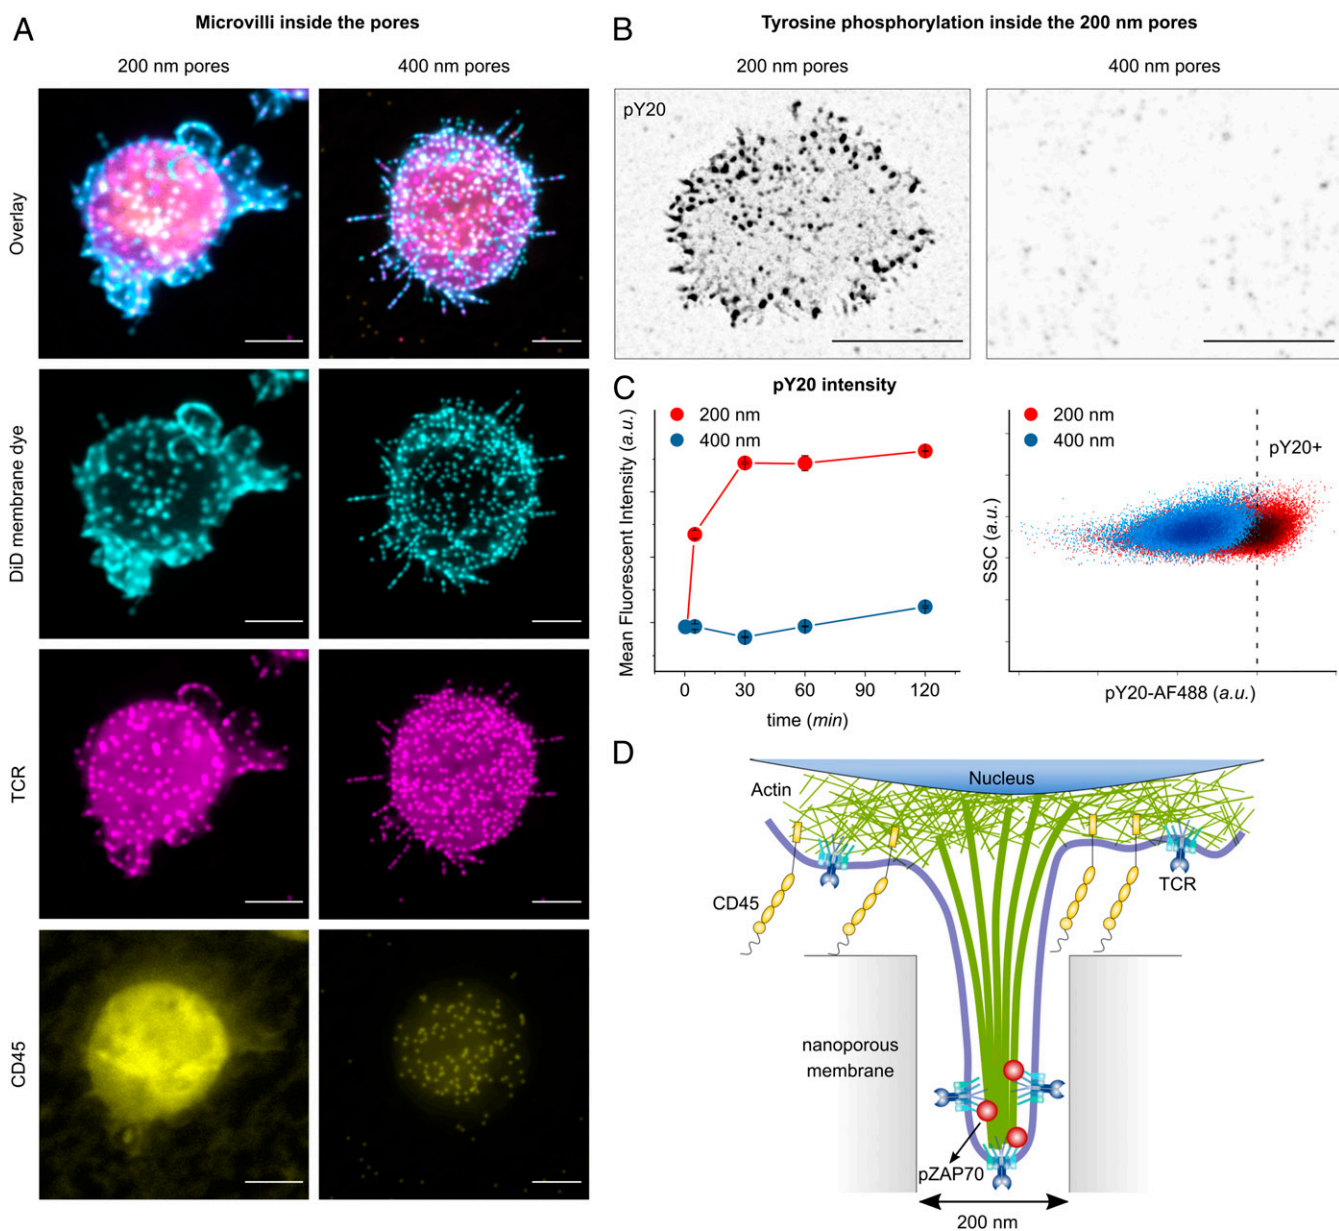 A
Microvilli inside the pores
200 nm pores
400 nm pores
Overlay
DiD membrane dye
TCR
CD45
B
Tyrosine phosphorylation inside the 200 nm pores
200 nm pores
400 nm pores
pY20
C
pY20 intensity
200 nm
400 nm
Mean Fluorescent Intensity (a.u.)
0 30 60 90 120
time (min)
200 nm
400 nm
pY20+
SSC (a.u.)
pY20-AF488 (a.u.)
D
Nucleus
Actin
TCR
CD45
nanoporous
membrane
pZAP70
200 nm